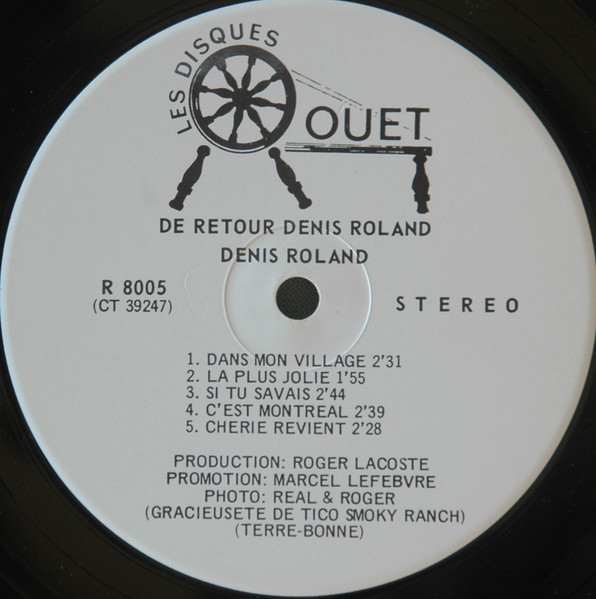 LES DISQUES
ROUET
DE RETOUR DENIS ROLAND
DENIS ROLAND
R 8005
(CT 39247)
STEREO
1. DANS MON VILLAGE 2'31
2. LA PLUS JOLIE 1'55
3. SI TU SAVAIS 2'44
4. C'EST MONTREAL 2'39
5. CHERIE REVIENT 2'28
PRODUCTION: ROGER LACOSTE
PROMOTION: MARCEL LEFEBVRE
PHOTO: REAL & ROGER
(GRACIEUSETE DE TICO SMOKY RANCH)
(TERRE-BONNE)